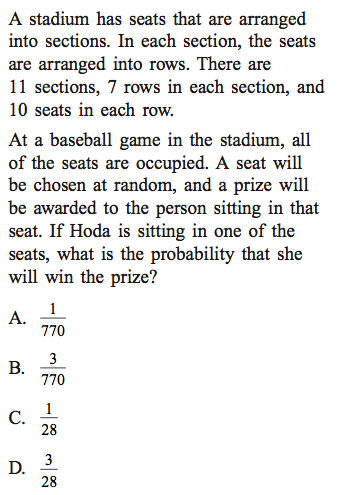 A stadium has seats that are arranged
into sections. In each section, the seats
are arranged into rows. There are
11 sections, 7 rows in each section, and
10 seats in each row.
At a baseball game in the stadium, all
of the seats are occupied. A seat will
be chosen at random, and a prize will
be awarded to the person sitting in that
seat. If Hoda is sitting in one of the
seats, what is the probability that she
will win the prize?
A. 1/770
B. 3/770
C. 1/28
D. 3/28